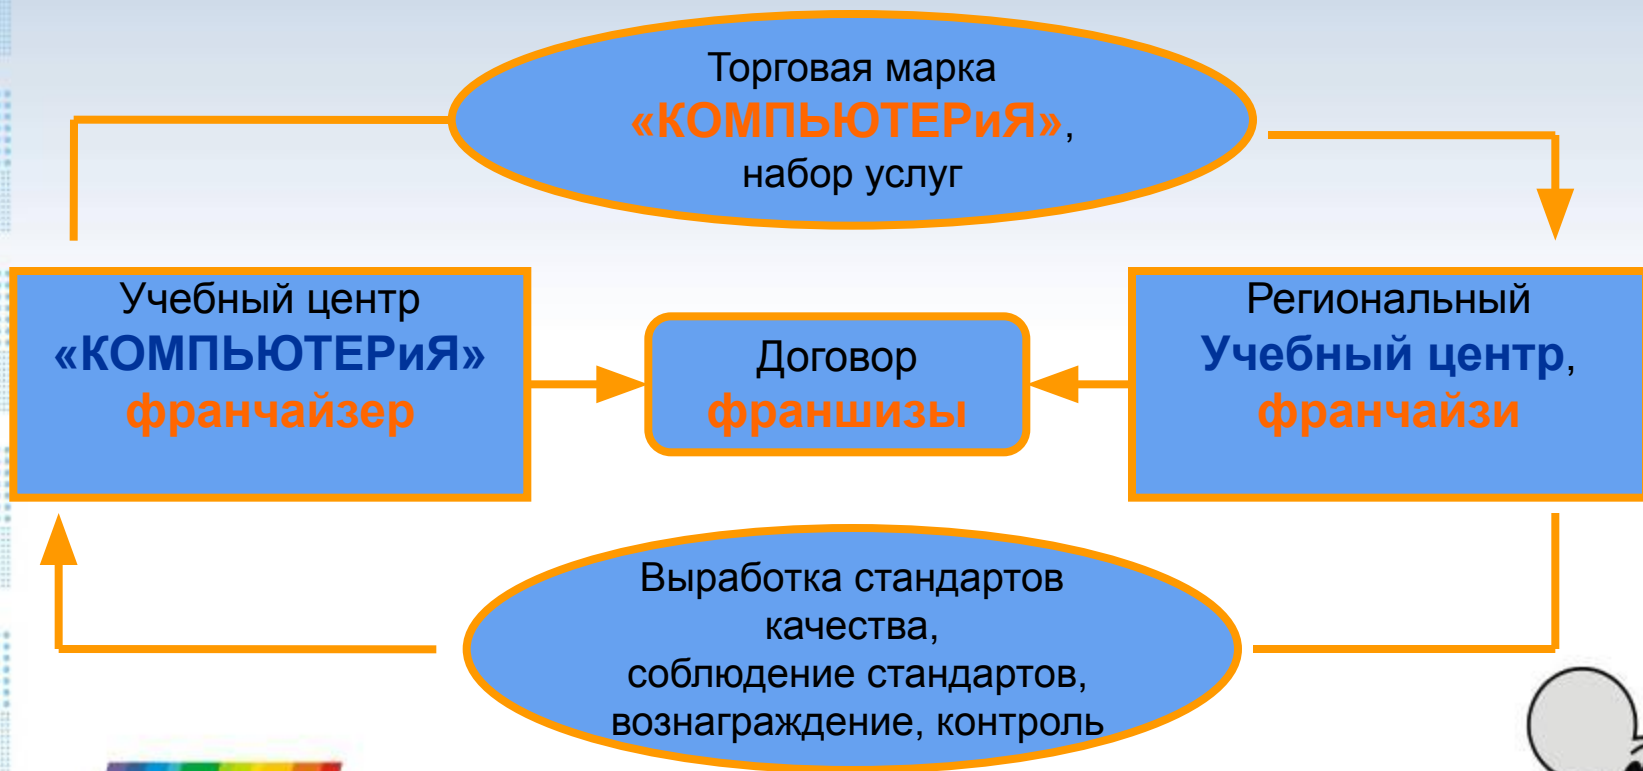 Торговая марка
«КОМПЬЮТЕРиЯ»,
набор услуг
Учебный центр
«КОМПЬЮТЕРиЯ»
франчайзер
Договор
франшизы
Региональный
Учебный центр,
франчайзи
Выработка стандартов
качества,
соблюдение стандартов,
вознаграждение, контроль